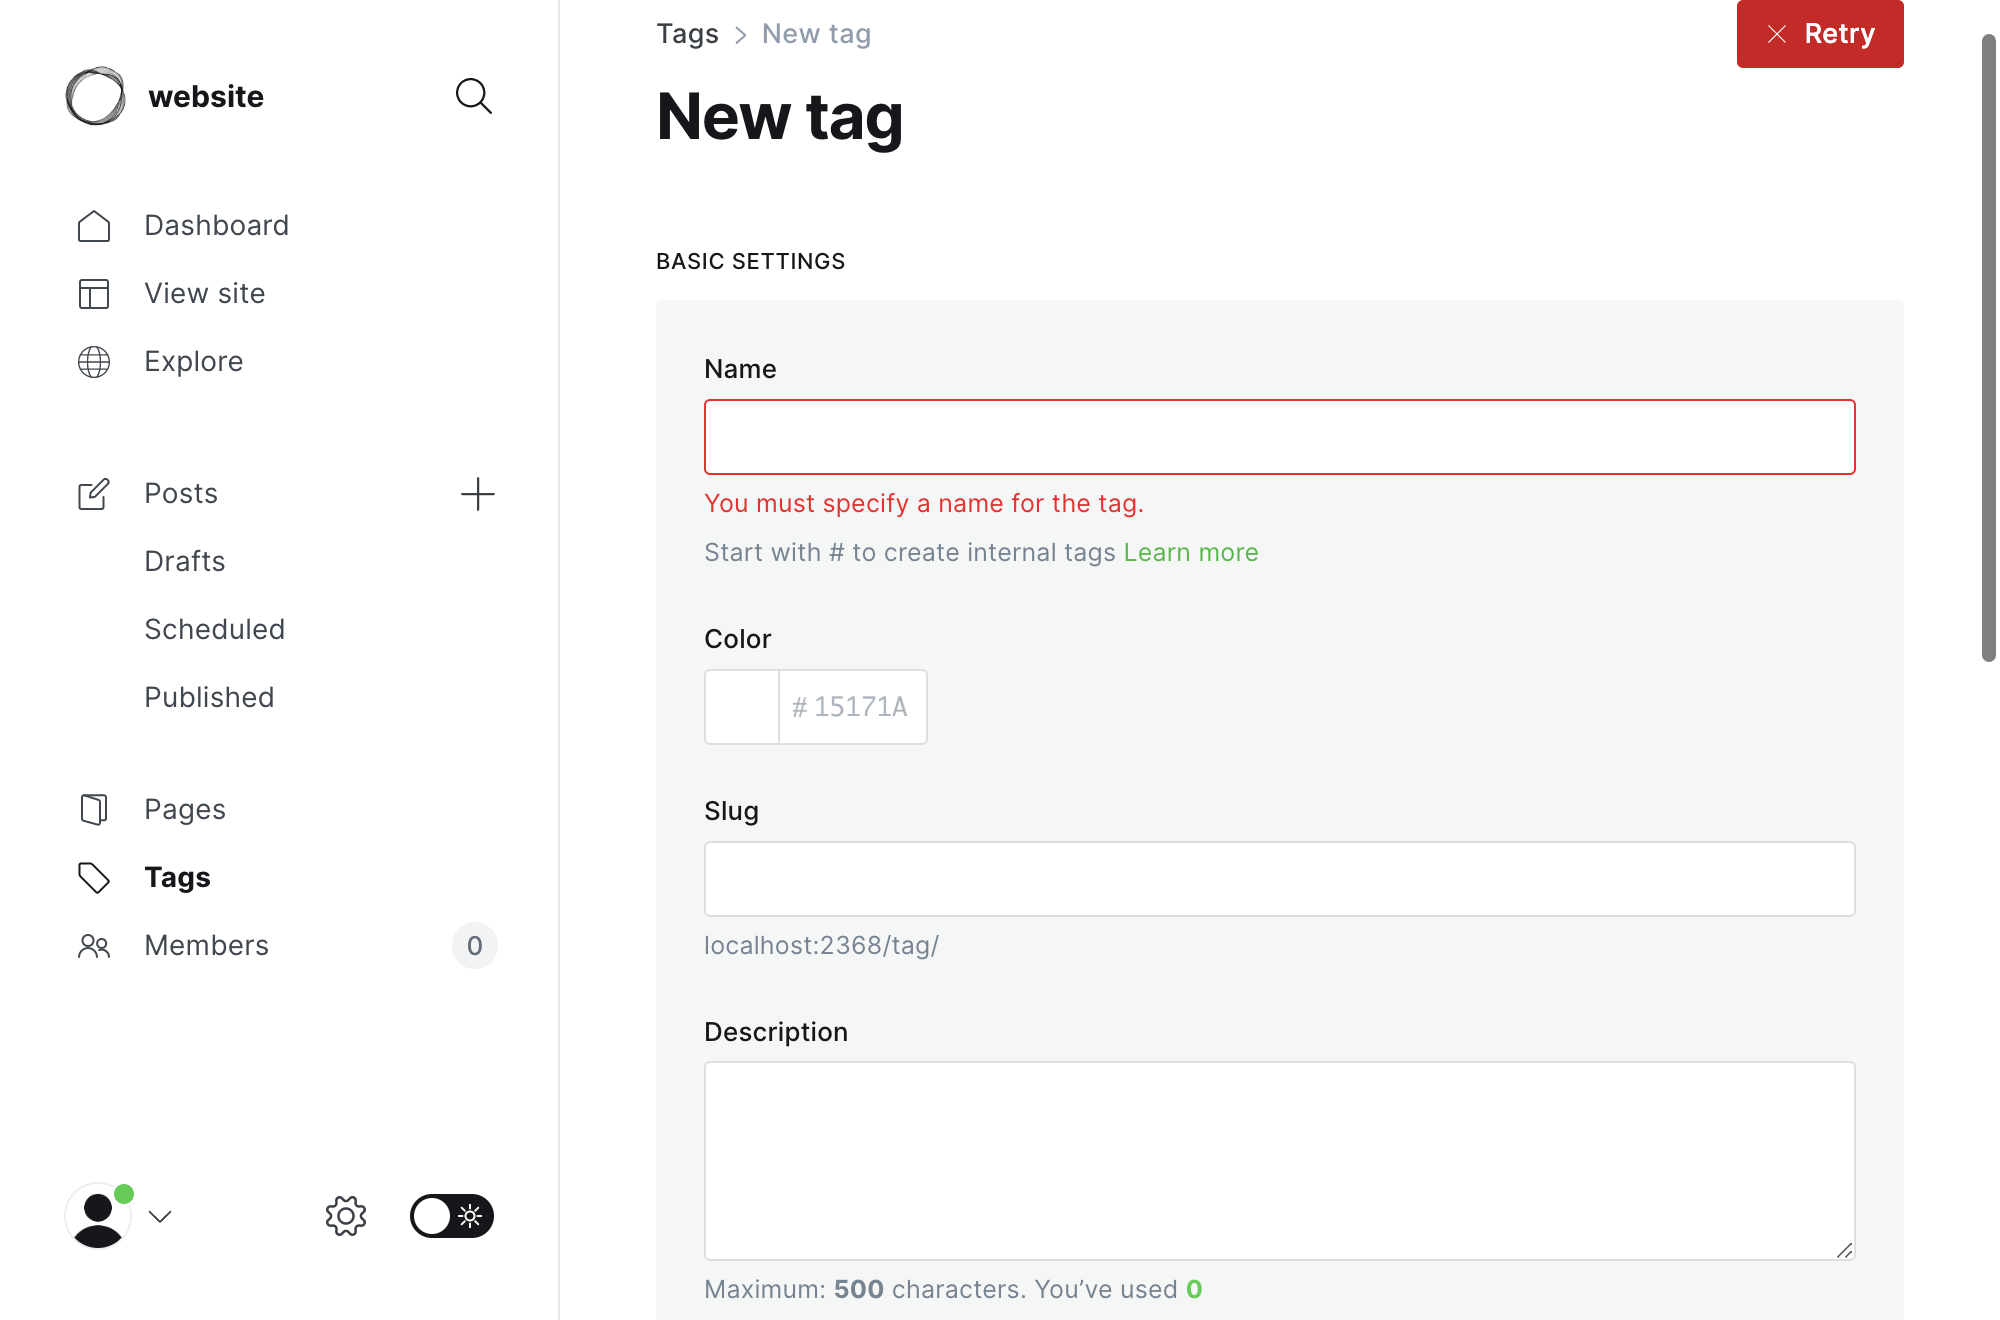 website
Dashboard
View site
Explore
Posts
Drafts
Scheduled
Published
Pages
Tags
Members 0
Tags > New tag
Retry
New tag
BASIC SETTINGS
Name
You must specify a name for the tag.
Start with # to create internal tags Learn more
Color
# 15171A
Slug
localhost:2368/tag/
Description
Maximum: 500 characters. You’ve used 0